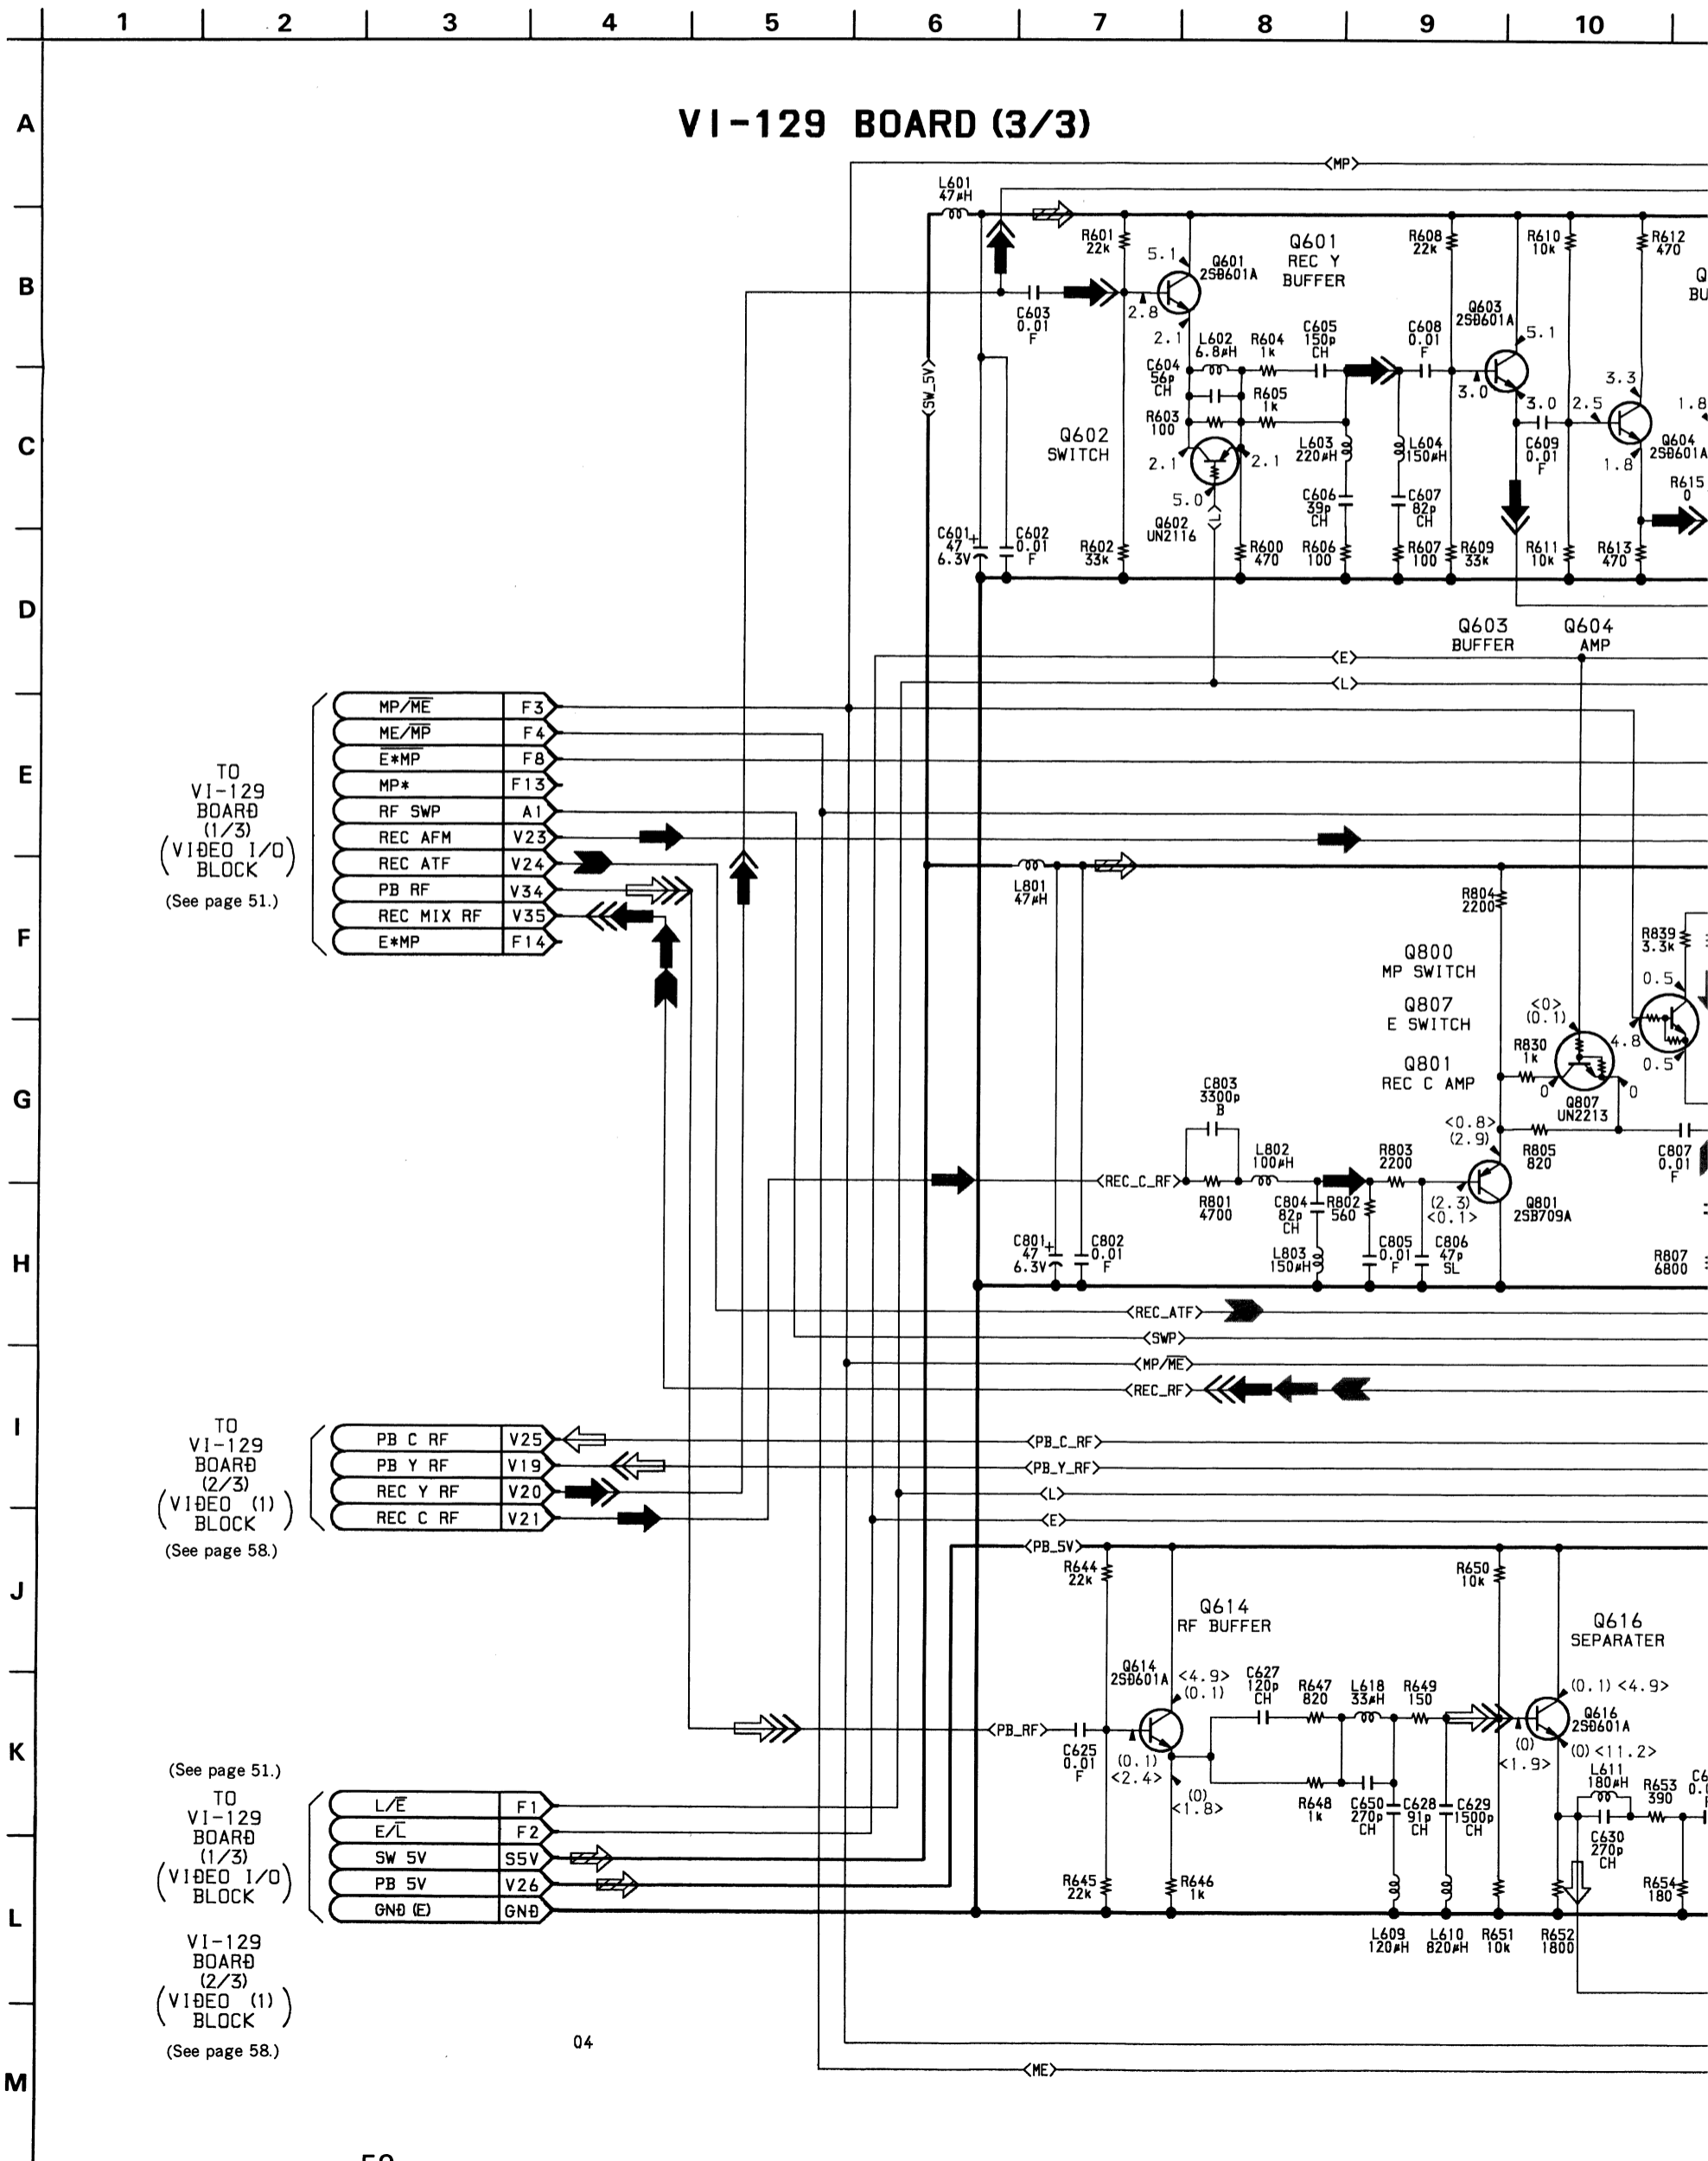 1 2 3 4 5 6 7 8 9 10
A
VI-129 BOARD (3/3)
<MP>
L601
47μH
B
R601
22k
5.1
Q601
2SD601A
Q601
REC Y
BUFFER
R608
22k
R610
10k
R612
470
C603
0.01
F
2.8
2.1
Q603
2SD601A
5.1
<SW_5V>
L602
6.8μH
R604
1k
C605
150p
CH
C608
0.01
F
C604
56p
CH
R605
1k
3.0
3.0
2.5
3.3
1.8
C
R603
100
Q602
SWITCH
2.1
2.1
L603
220μH
L604
150μH
C609
0.01
F
Q604
2SD601A
1.8
5.0
<L>
C606
39p
CH
C607
82p
CH
R615
0
Q602
UN2116
C601
47
6.3V
C602
0.01
F
R602
33k
R600
470
R606
100
R607
100
R609
33k
R611
10k
R613
470
D
Q603
BUFFER
Q604
AMP
<E>
<L>
E
TO
VI-129
BOARD
(1/3)
(VIDEO I/O)
BLOCK
(See page 51.)
MP/M̅E̅ F3
ME/M̅P̅ F4
E̅*̅M̅P̅ F8
MP* F13
RF SWP A1
REC AFM V23
REC ATF V24
PB RF V34
REC MIX RF V35
E*MP F14
F
L801
47μH
R804
2200
R839
3.3k
Q800
MP SWITCH
Q807
E SWITCH
Q801
REC C AMP
0.5
<0>
(0.1)
4.8
0.5
G
R830
1k
0
0
Q807
UN2213
C803
3300p
B
<0.8>
(2.9)
L802
100μH
R803
2200
R805
820
C807
0.01
F
<REC_C_RF>
R801
4700
C804
82p
CH
R802
560
(2.3)
<0.1>
Q801
2SB709A
H
C801
47
6.3V
C802
0.01
F
L803
150μH
C805
0.01
F
C806
47p
SL
R807
6800
<REC_ATF>
<SWP>
<MP/M̅E̅>
<REC_RF>
I
TO
VI-129
BOARD
(2/3)
(VIDEO (1))
BLOCK
(See page 58.)
PB C RF V25
PB Y RF V19
REC Y RF V20
REC C RF V21
<PB_C_RF>
<PB_Y_RF>
<L>
<E>
<PB_5V>
J
R644
22k
R650
10k
Q614
RF BUFFER
Q616
SEPARATER
Q614
2SD601A
<4.9>
(0.1)
C627
120p
CH
R647
820
L618
33μH
R649
150
(0.1) <4.9>
Q616
2SD601A
K
<PB_RF>
C625
0.01
F
(0.1)
<2.4>
(0)
<1.8>
(0)
<1.9>
(0) <11.2>
L611
180μH
R653
390
R648
1k
C650
270p
CH
C628
91p
CH
C629
1500p
CH
C630
270p
CH
(See page 51.)
TO
VI-129
BOARD
(1/3)
(VIDEO I/O)
BLOCK
L/E̅ F1
E/L̅ F2
SW 5V S5V
PB 5V V26
GND (E) GND
L
R645
22k
R646
1k
R654
180
L609
120μH
L610
820μH
R651
10k
R652
1800
VI-129
BOARD
(2/3)
(VIDEO (1))
BLOCK
(See page 58.)
04
<ME>
M